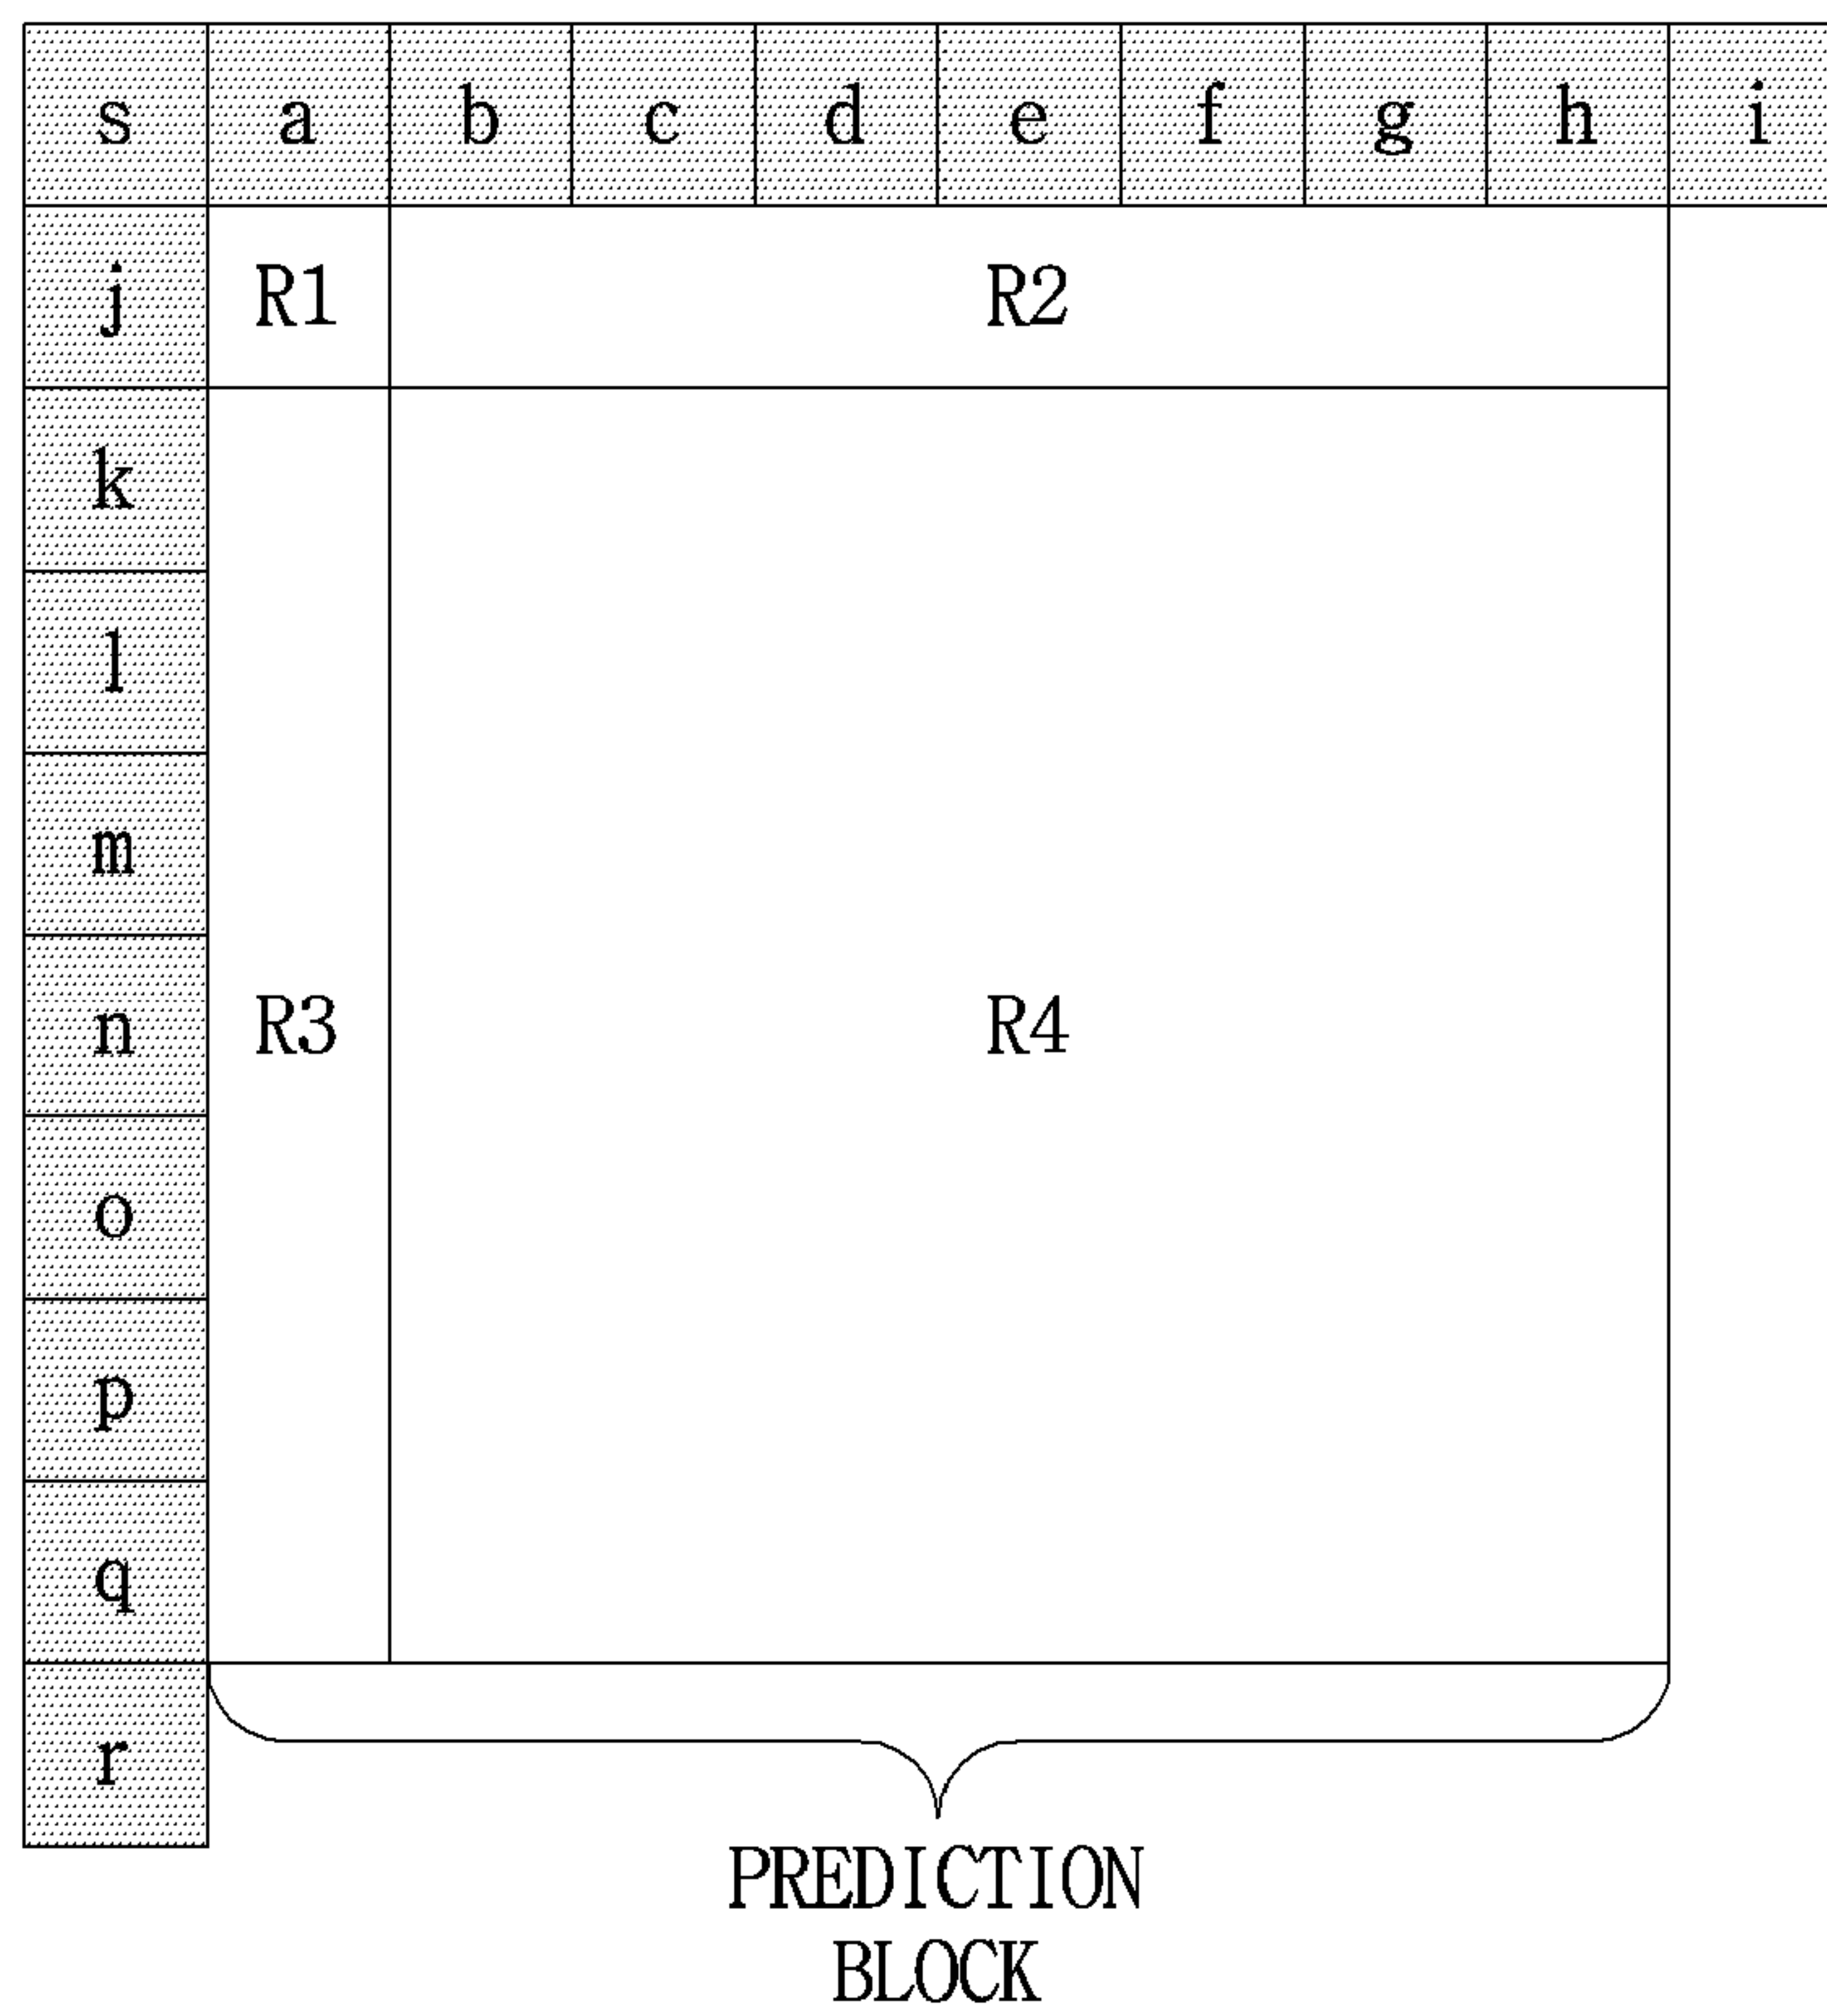 s a b c d e f g h i
j R1 R2
k
l
m
n R3 R4
o
p
q
r
PREDICTION
BLOCK